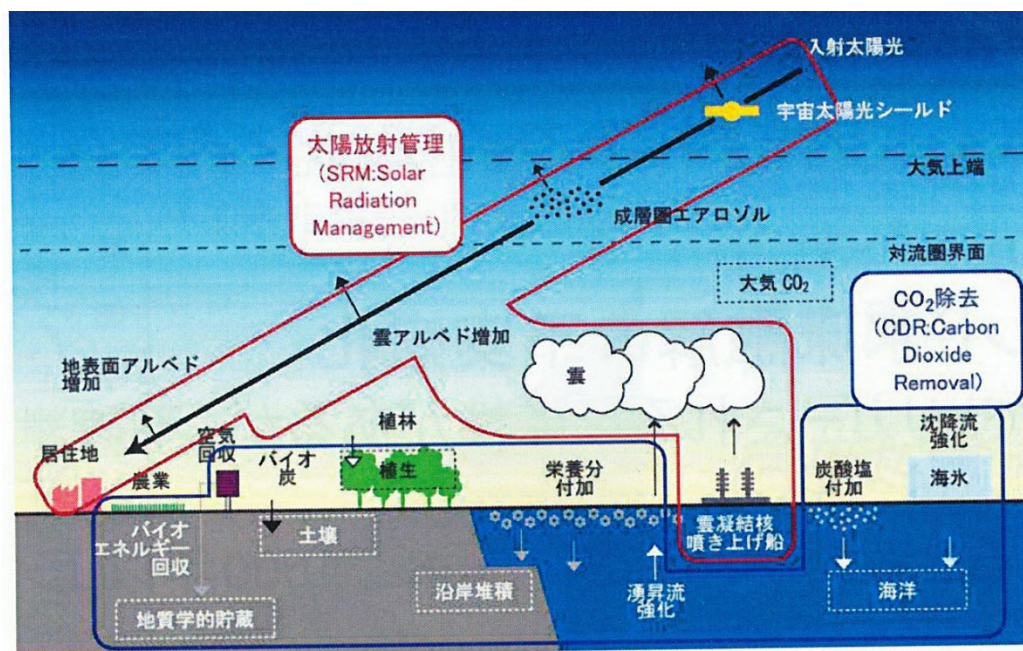 入射太陽光
宇宙太陽光シールド
太陽放射管理
(SRM:Solar
Radiation
Management)
大気上端
成層圏エアロゾル
対流圏界面
大気 CO₂
CO₂除去
(CDR:Carbon
Dioxide
Removal)
雲アルベド増加
地表面アルベド
増加
雲
居住地
農業
空気
回収
バイオ
炭
植林
植生
栄養分
付加
炭酸塩
付加
沈降流
強化
海氷
バイオ
エネルギー
回収
土壌
雲凝結核
噴き上げ船
地質学的貯蔵
沿岸堆積
湧昇流
強化
海洋